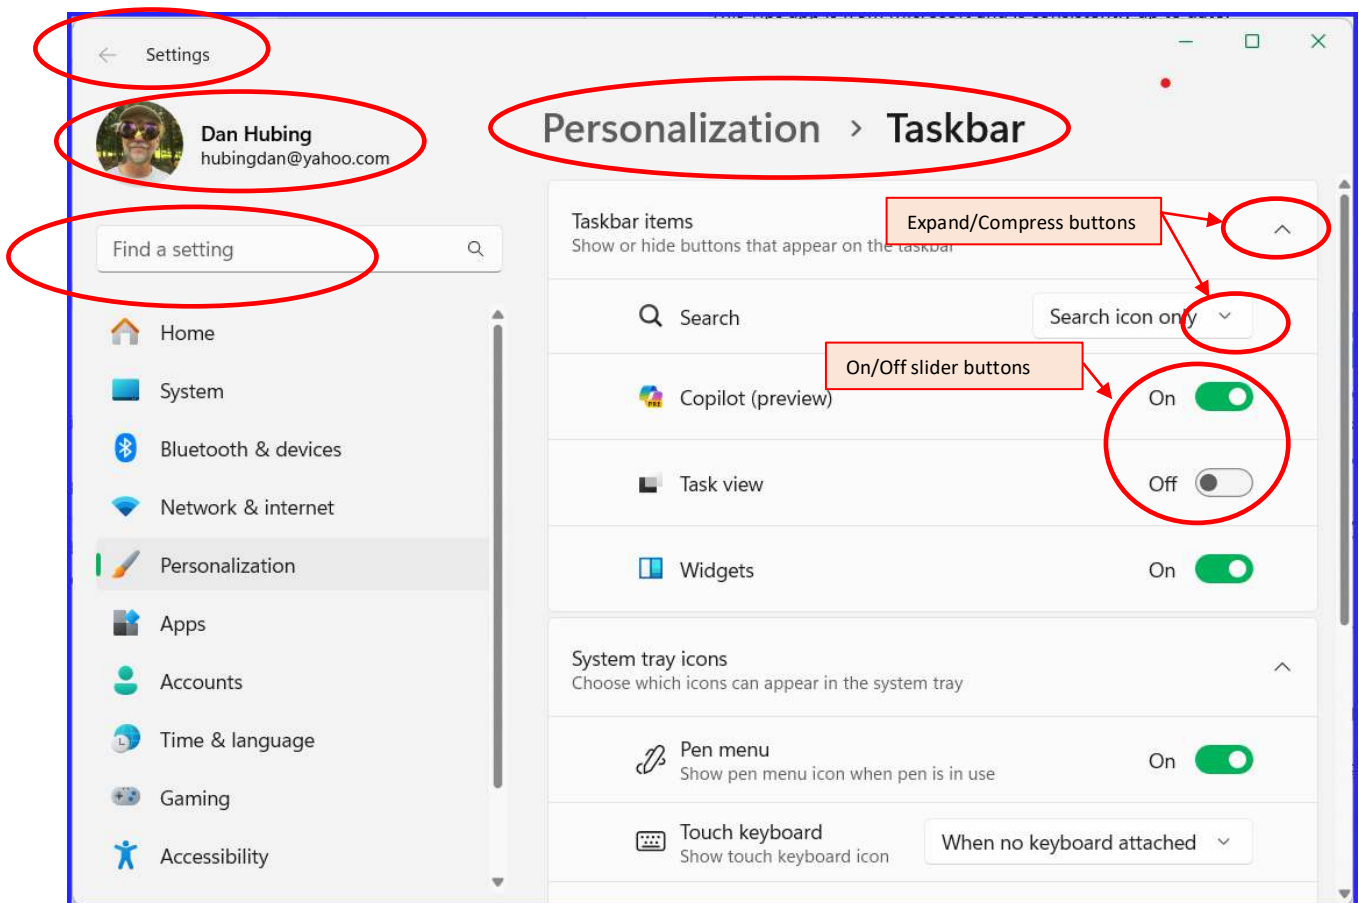 Settings
Dan Hubing
hubingdan@yahoo.com
Find a setting
Home
System
Bluetooth & devices
Network & internet
Personalization
Apps
Accounts
Time & language
Gaming
Accessibility
Personalization > Taskbar
Taskbar items
Show or hide buttons that appear on the taskbar
Expand/Compress buttons
Search
Search icon only
On/Off slider buttons
Copilot (preview)
PRE
On
Task view
Off
Widgets
On
System tray icons
Choose which icons can appear in the system tray
Pen menu
Show pen menu icon when pen is in use
On
Touch keyboard
Show touch keyboard icon
When no keyboard attached